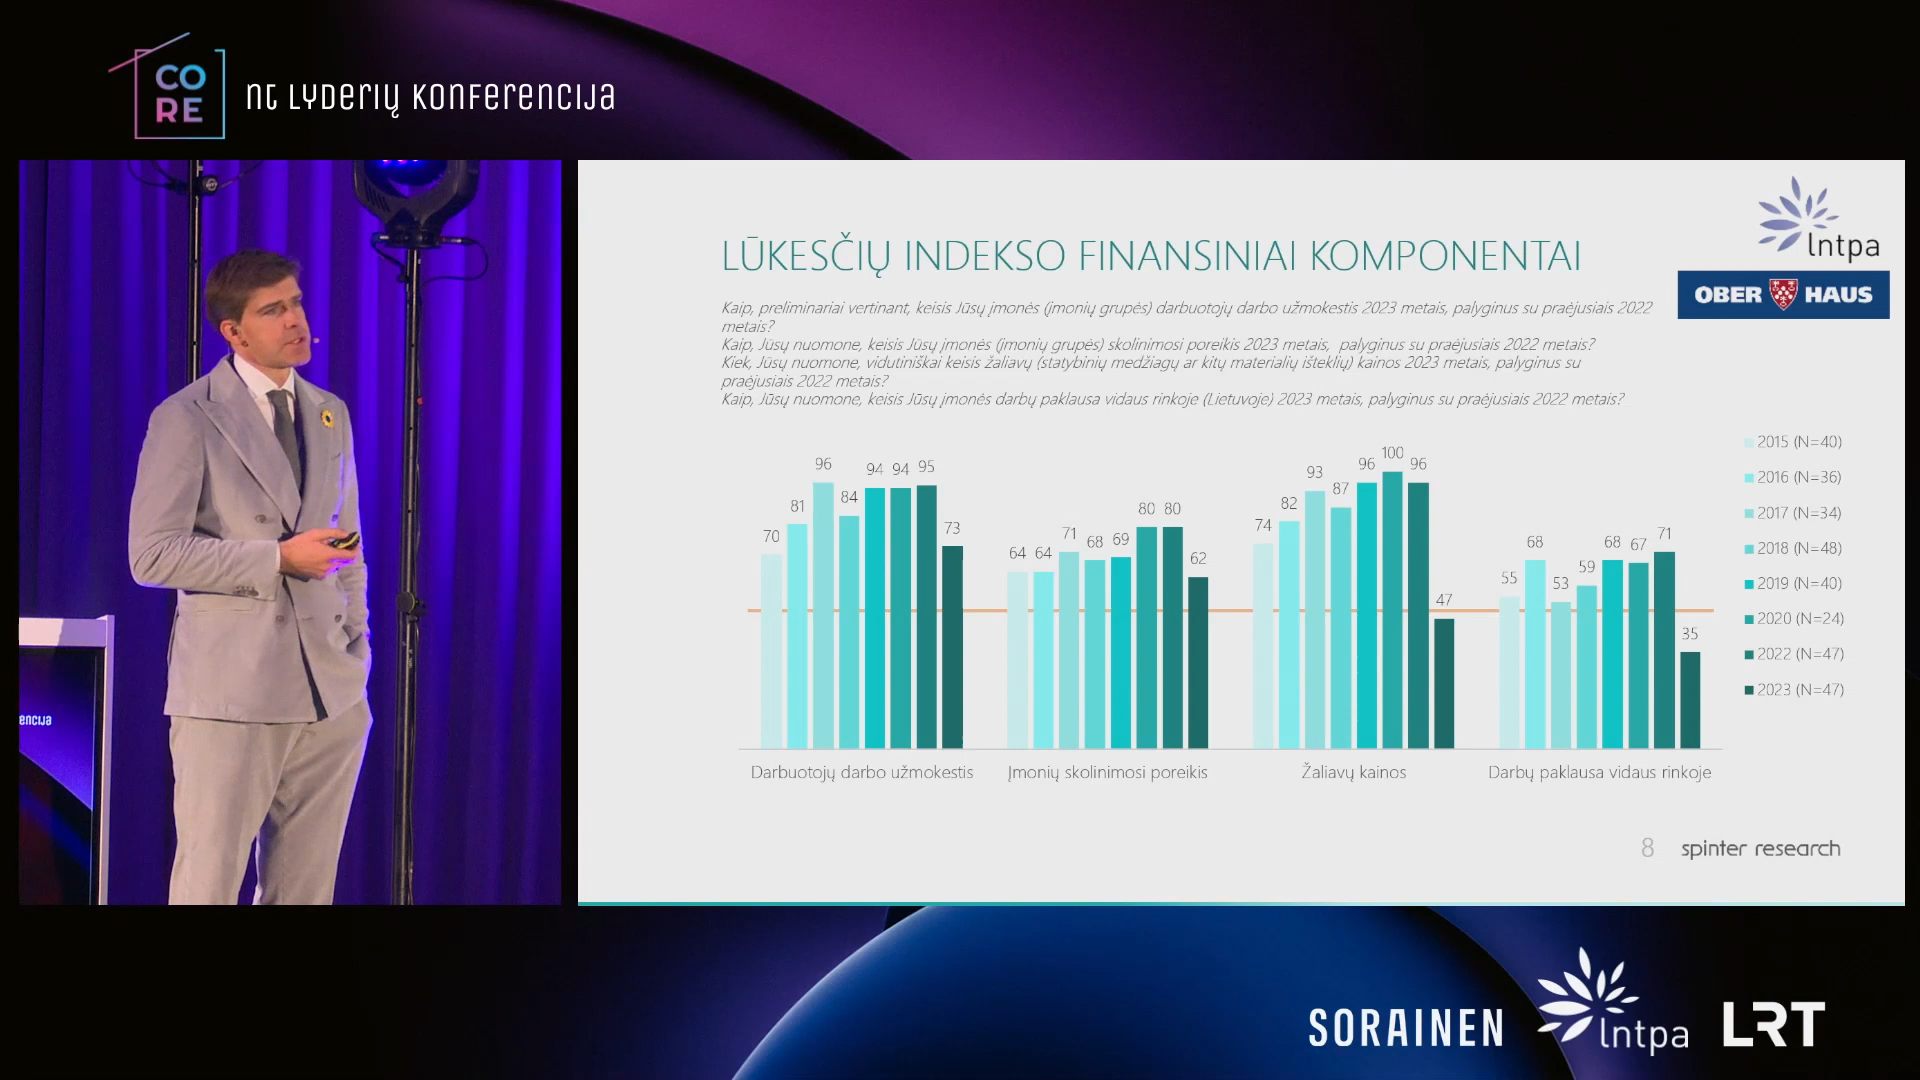 CO
RE
nt Lyderių Konferencija
lntpa
OBER HAUS
LŪKESČIŲ INDEKSO FINANSINIAI KOMPONENTAI
Kaip, preliminariai vertinant, keisis Jūsų įmonės (įmonių grupės) darbuotojų darbo užmokestis 2023 metais, palyginus su praėjusiais 2022
metais?
Kaip, Jūsų nuomone, keisis Jūsų įmonės (įmonių grupės) skolinimosi poreikis 2023 metais, palyginus su praėjusiais 2022 metais?
Kiek, Jūsų nuomone, vidutiniškai keisis žaliavų (statybinių medžiagų ar kitų materialių išteklių) kainos 2023 metais, palyginus su
praėjusiais 2022 metais?
Kaip, Jūsų nuomone, keisis Jūsų įmonės darbų paklausa vidaus rinkoje (Lietuvoje) 2023 metais, palyginus su praėjusiais 2022 metais?
70 81 96 84 94 94 95 73
64 64 71 68 69 80 80 62
74 82 93 87 96 100 96 47
55 68 53 59 68 67 71 35
Darbuotojų darbo užmokestis
Įmonių skolinimosi poreikis
Žaliavų kainos
Darbų paklausa vidaus rinkoje
2015 (N=40)
2016 (N=36)
2017 (N=34)
2018 (N=48)
2019 (N=40)
2020 (N=24)
2022 (N=47)
2023 (N=47)
8 spinter research
encija
SORAINEN
lntpa
LRT